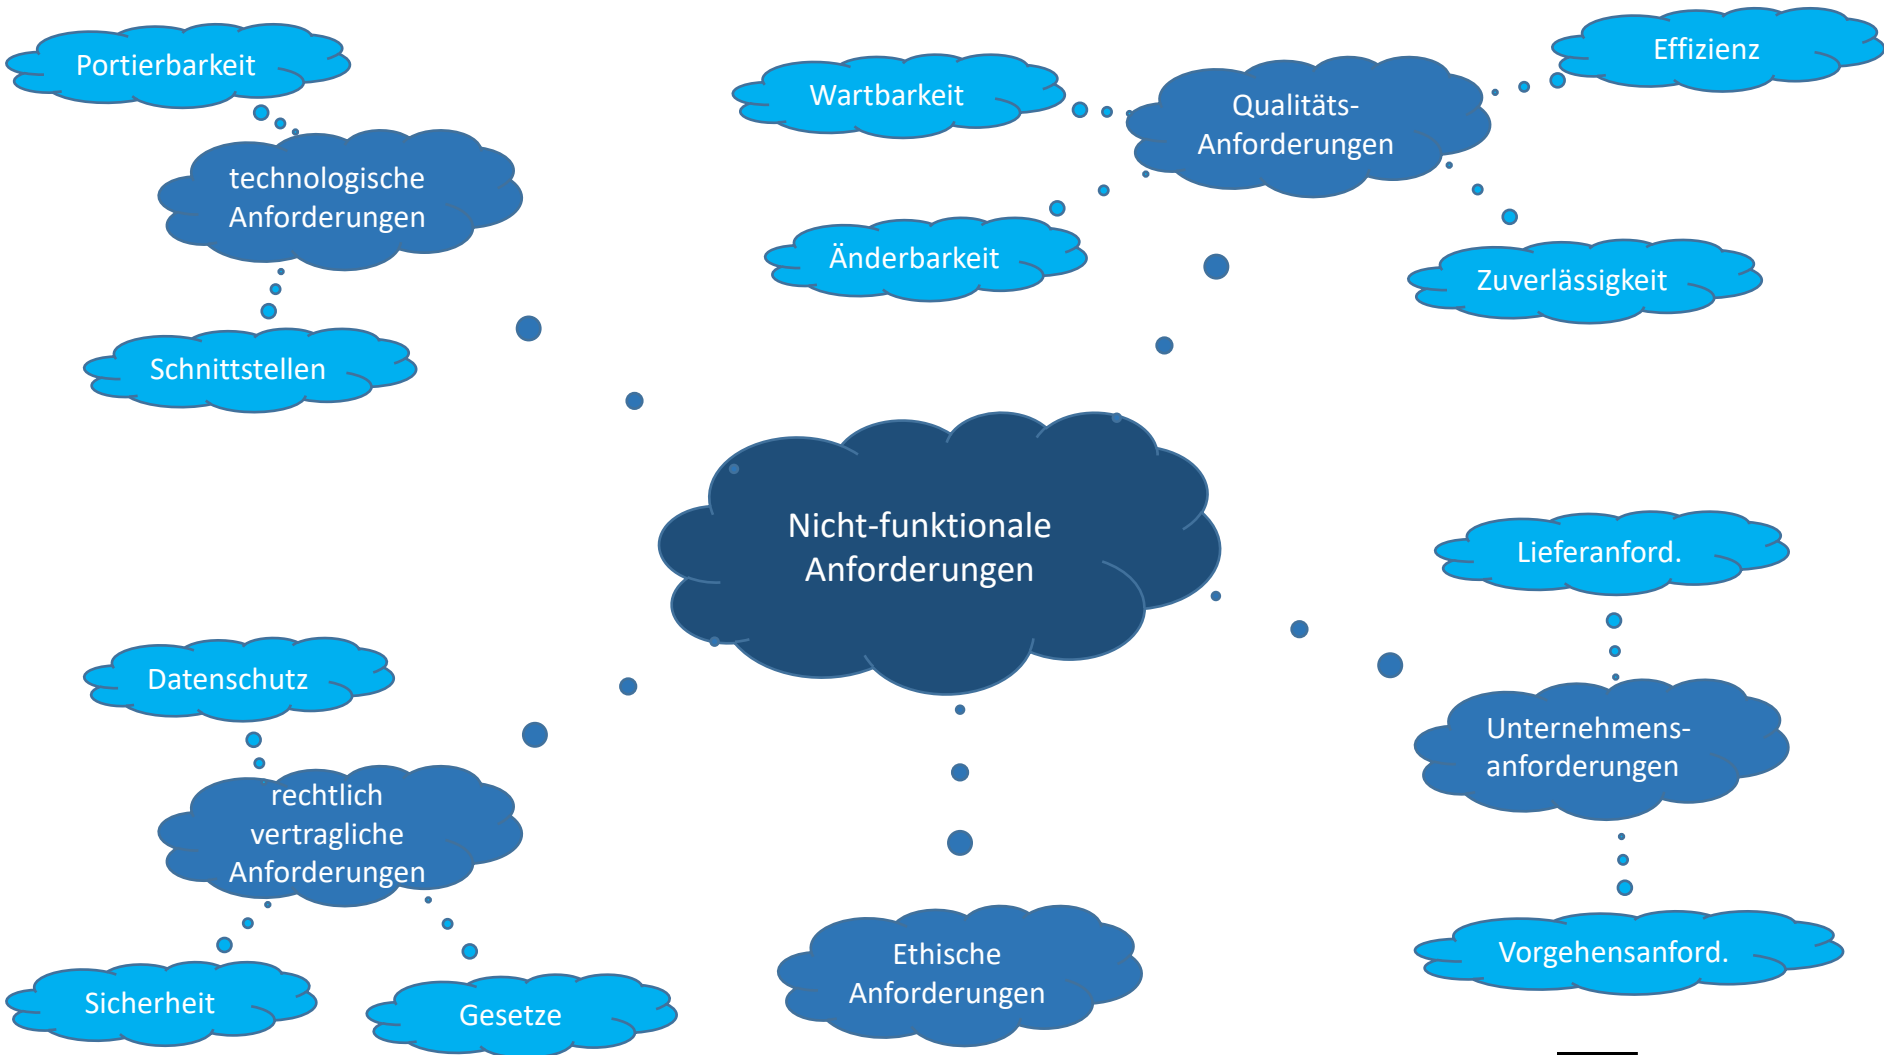 Portierbarkeit
technologische
Anforderungen
Schnittstellen
Wartbarkeit
Qualitäts-
Anforderungen
Effizienz
Änderbarkeit
Zuverlässigkeit
Nicht-funktionale
Anforderungen
Lieferanford.
Unternehmens-
anforderungen
Vorgehensanford.
Datenschutz
rechtlich
vertragliche
Anforderungen
Sicherheit
Gesetze
Ethische
Anforderungen